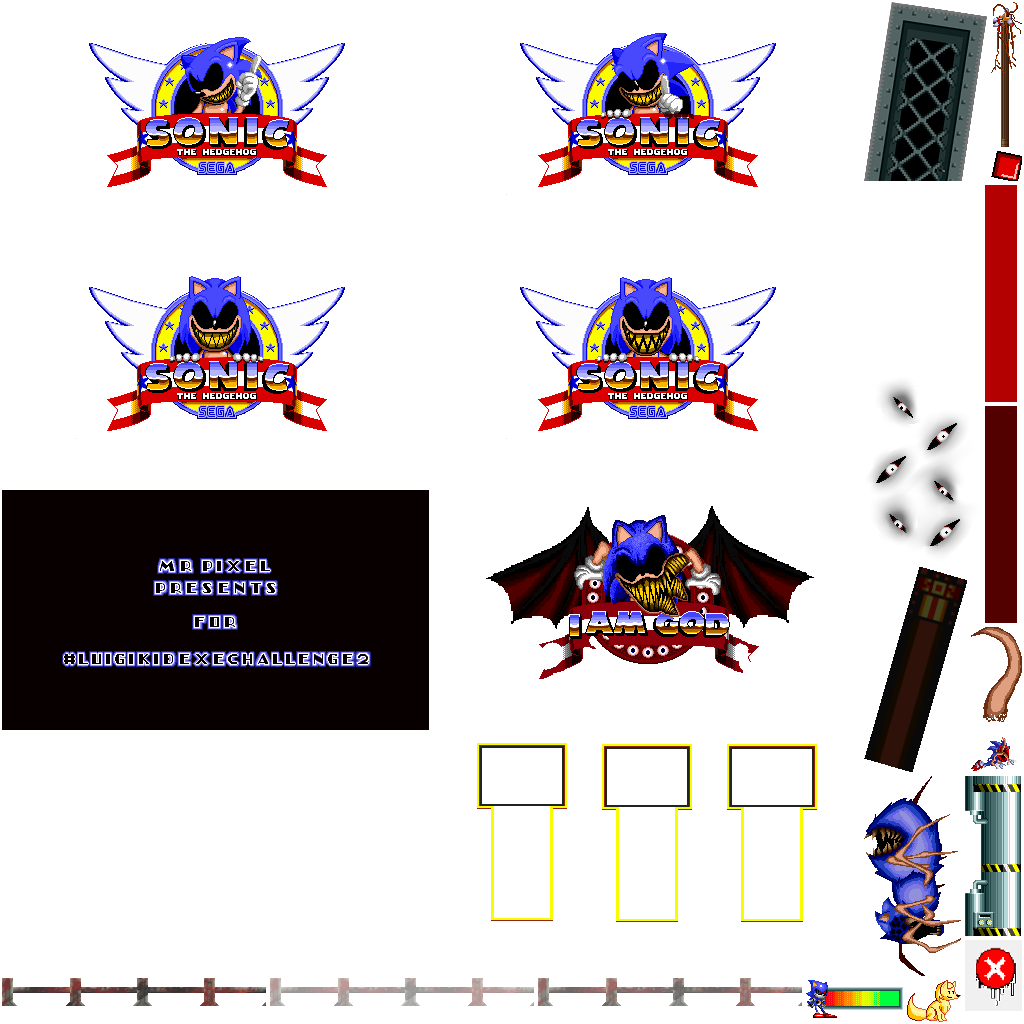 SONIC
THE HEDGEHOG
SEGA
SONIC
THE HEDGEHOG
SEGA
SONIC
THE HEDGEHOG
SEGA
SONIC
THE HEDGEHOG
SEGA
MR PIXEL
PRESENTS
FOR
#LUIGIKIDEXECHALLENGE2
I AM GOD